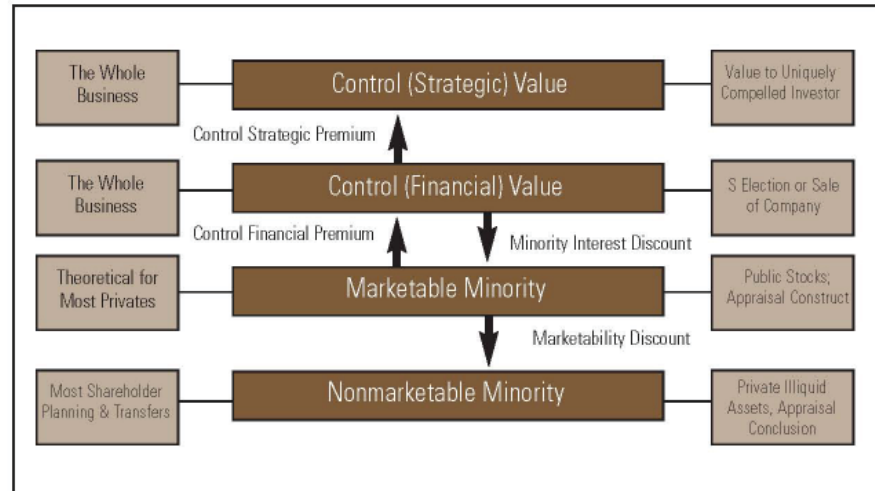 The Whole
Business
Control (Strategic) Value
Value to Uniquely
Compelled Investor
Control Strategic Premium
The Whole
Business
Control (Financial) Value
S Election or Sale
of Company
Control Financial Premium
Minority Interest Discount
Theoretical for
Most Privates
Marketable Minority
Public Stocks;
Appraisal Construct
Marketability Discount
Most Shareholder
Planning & Transfers
Nonmarketable Minority
Private Illiquid
Assets, Appraisal
Conclusion